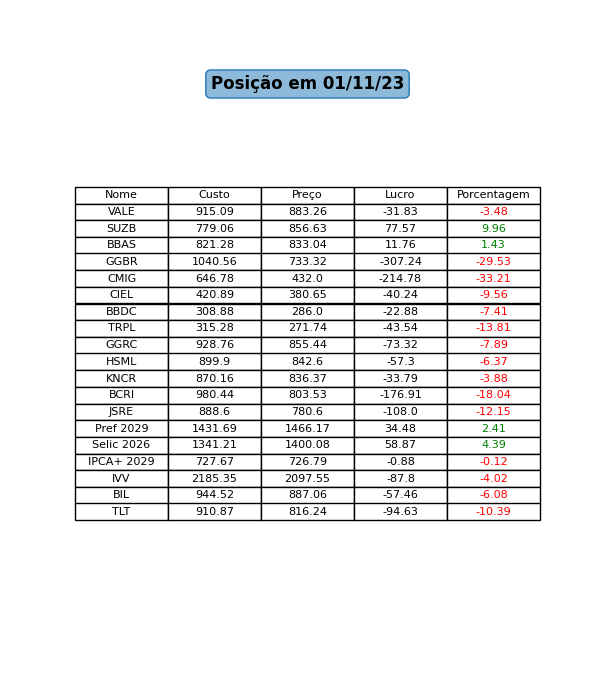 Posição em 01/11/23
Nome Custo Preço Lucro Porcentagem
VALE 915.09 883.26 -31.83 -3.48
SUZB 779.06 856.63 77.57 9.96
BBAS 821.28 833.04 11.76 1.43
GGBR 1040.56 733.32 -307.24 -29.53
CMIG 646.78 432.0 -214.78 -33.21
CIEL 420.89 380.65 -40.24 -9.56
BBDC 308.88 286.0 -22.88 -7.41
TRPL 315.28 271.74 -43.54 -13.81
GGRC 928.76 855.44 -73.32 -7.89
HSML 899.9 842.6 -57.3 -6.37
KNCR 870.16 836.37 -33.79 -3.88
BCRI 980.44 803.53 -176.91 -18.04
JSRE 888.6 780.6 -108.0 -12.15
Pref 2029 1431.69 1466.17 34.48 2.41
Selic 2026 1341.21 1400.08 58.87 4.39
IPCA+ 2029 727.67 726.79 -0.88 -0.12
IVV 2185.35 2097.55 -87.8 -4.02
BIL 944.52 887.06 -57.46 -6.08
TLT 910.87 816.24 -94.63 -10.39